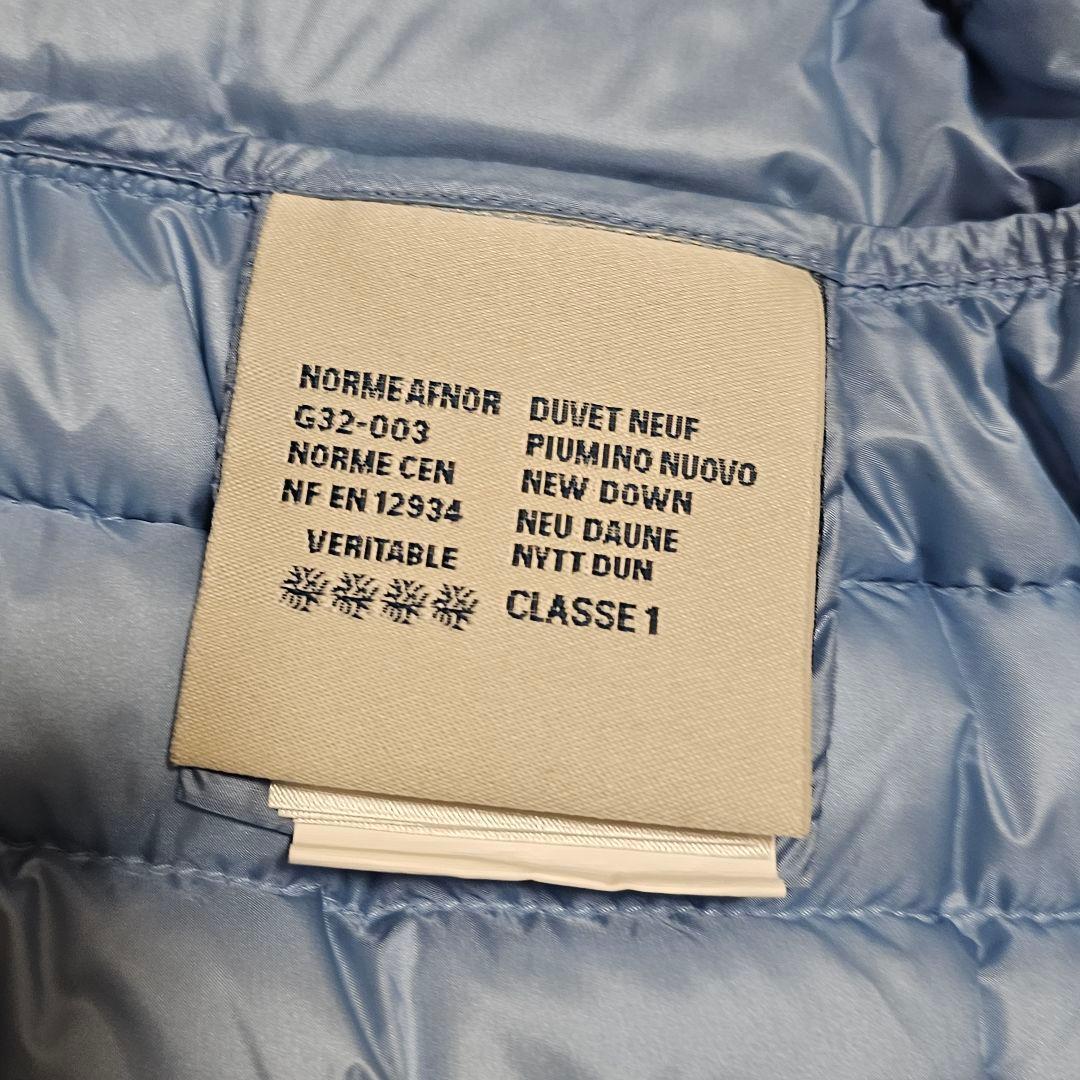 NORME AFNOR
G32-003
NORME CEN
NF EN 12934
VERITABLE
DUVET NEUF
PIUMINO NUOVO
NEW DOWN
NEU DAUNE
NYTT DUN
CLASSE 1